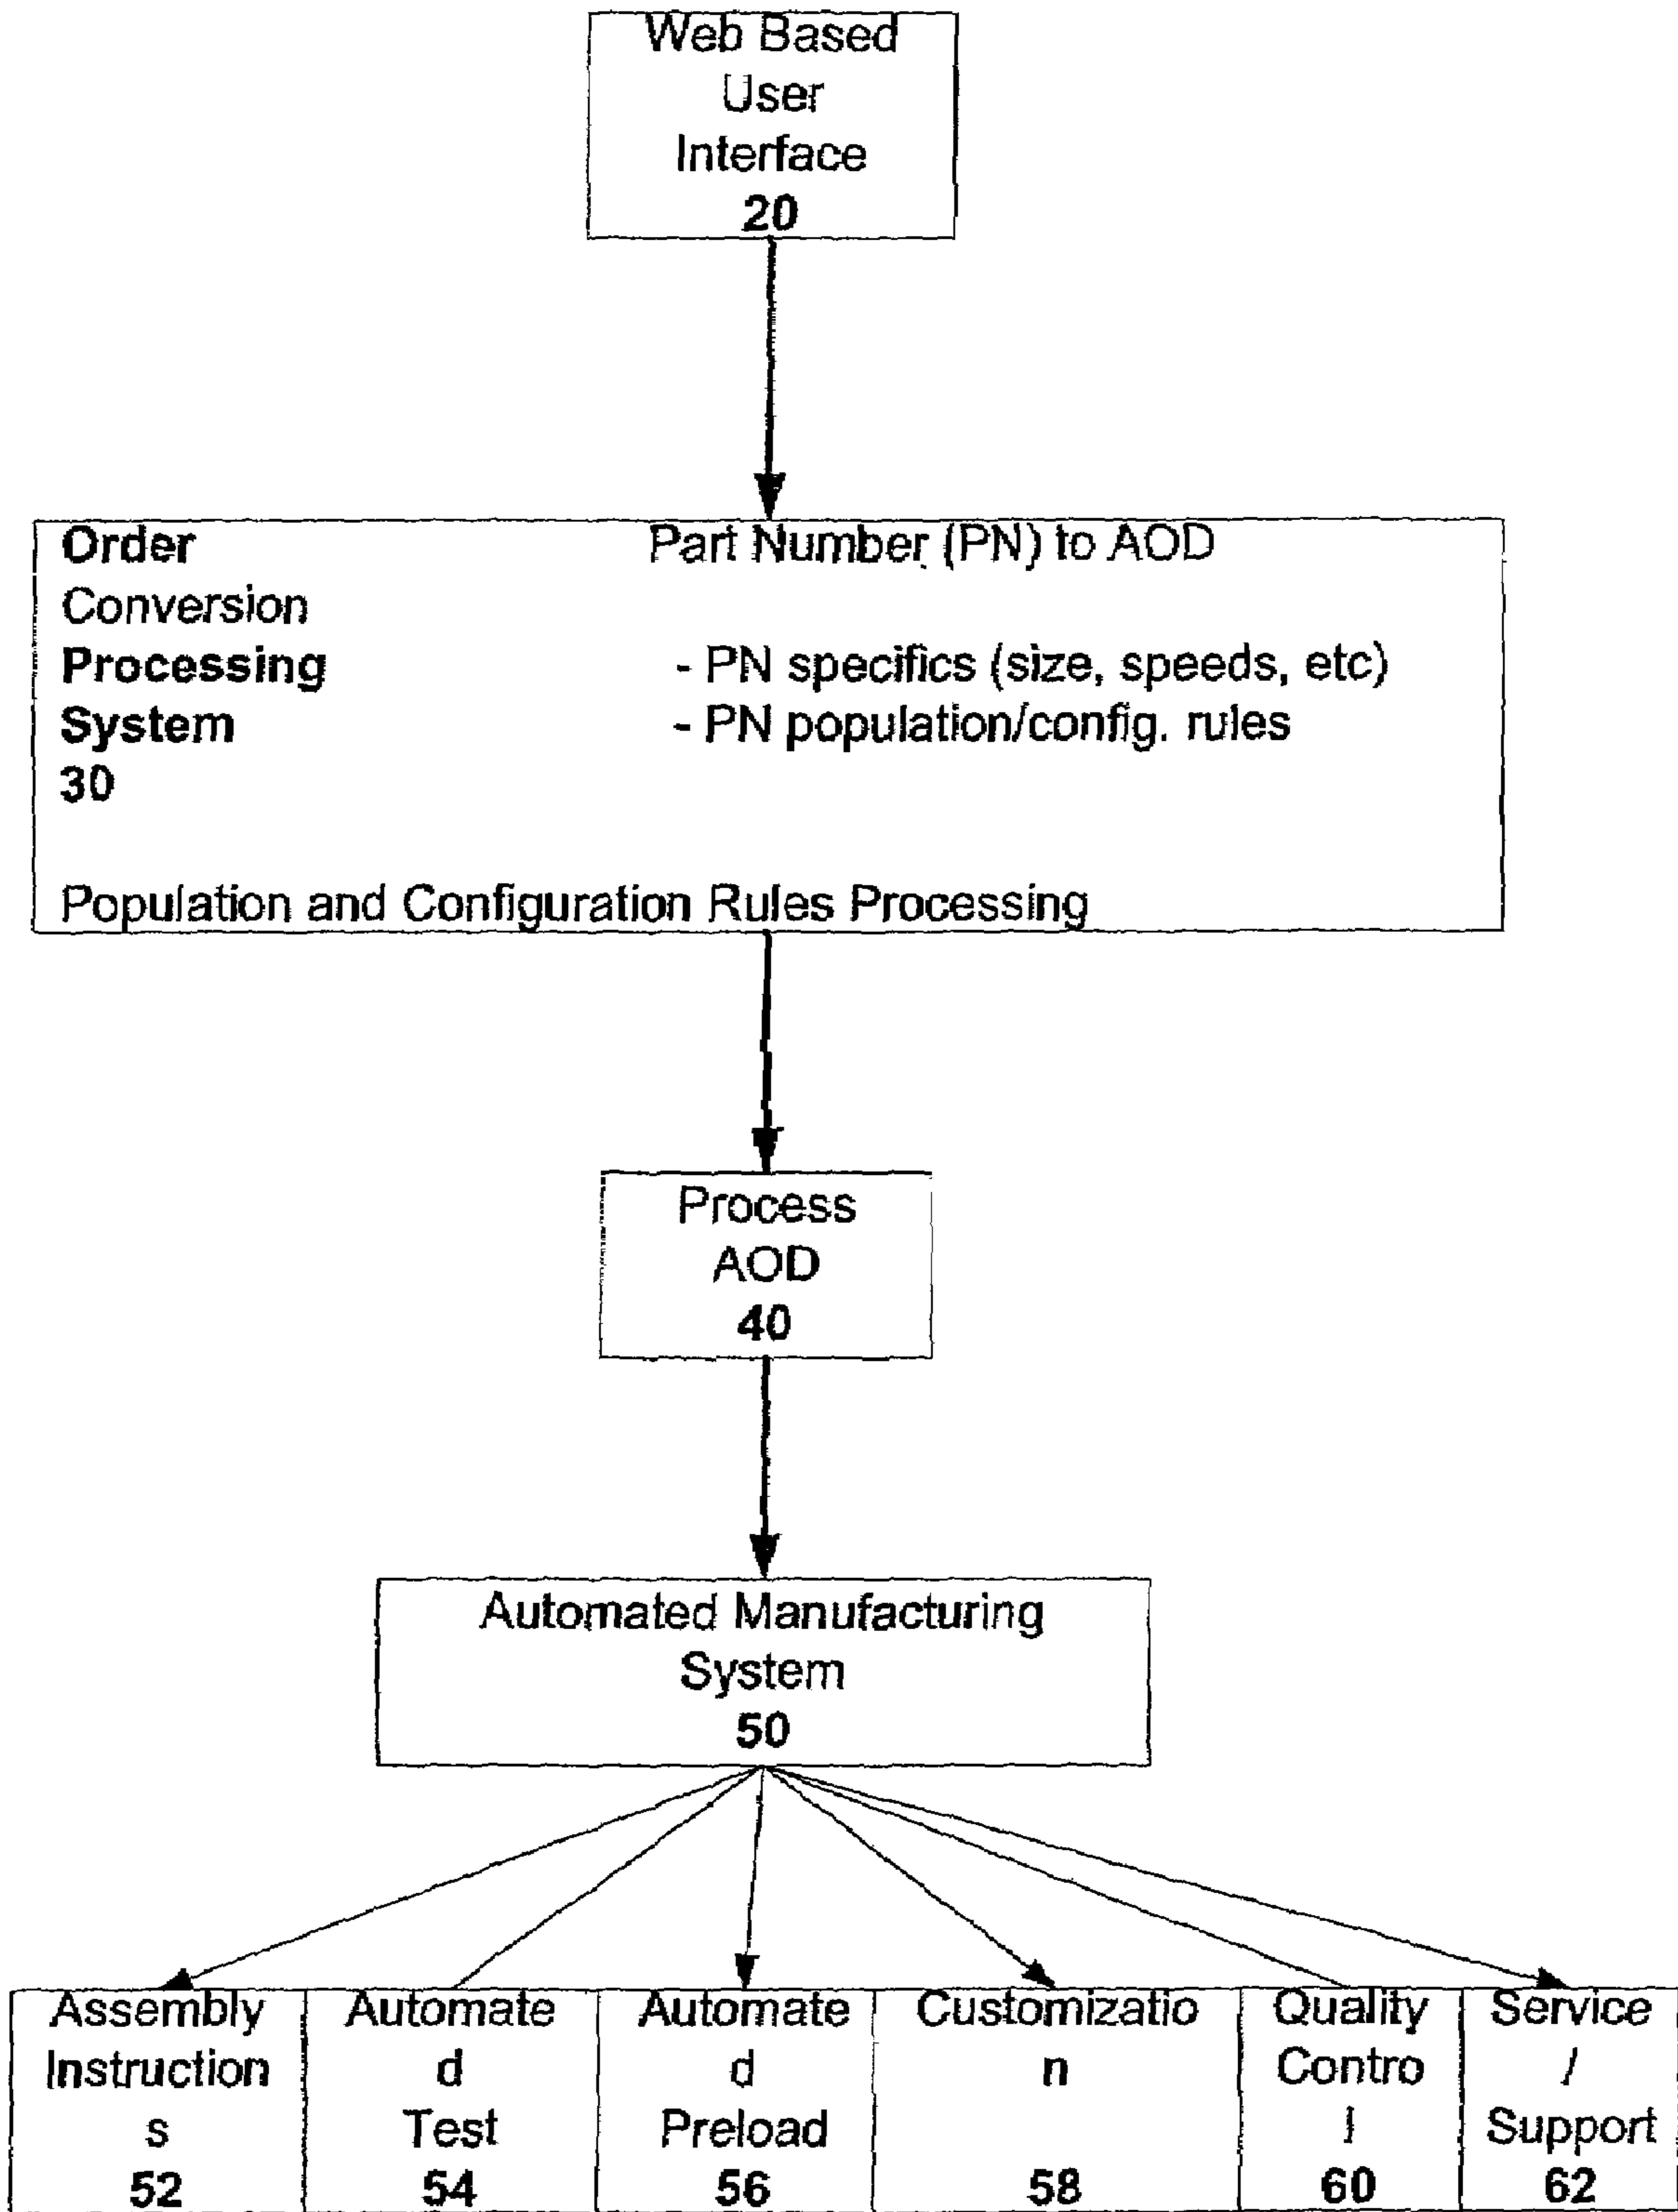 Web Based
User
Interface
20
Order Part Number (PN) to AOD
Conversion
Processing - PN specifics (size, speeds, etc)
System - PN population/config. rules
30
Population and Configuration Rules Processing
Process
AOD
40
Automated Manufacturing
System
50
Assembly
Instruction
s
52
Automate
d
Test
54
Automate
d
Preload
56
Customizatio
n
58
Quality
Contro
l
60
Service
/
Support
62